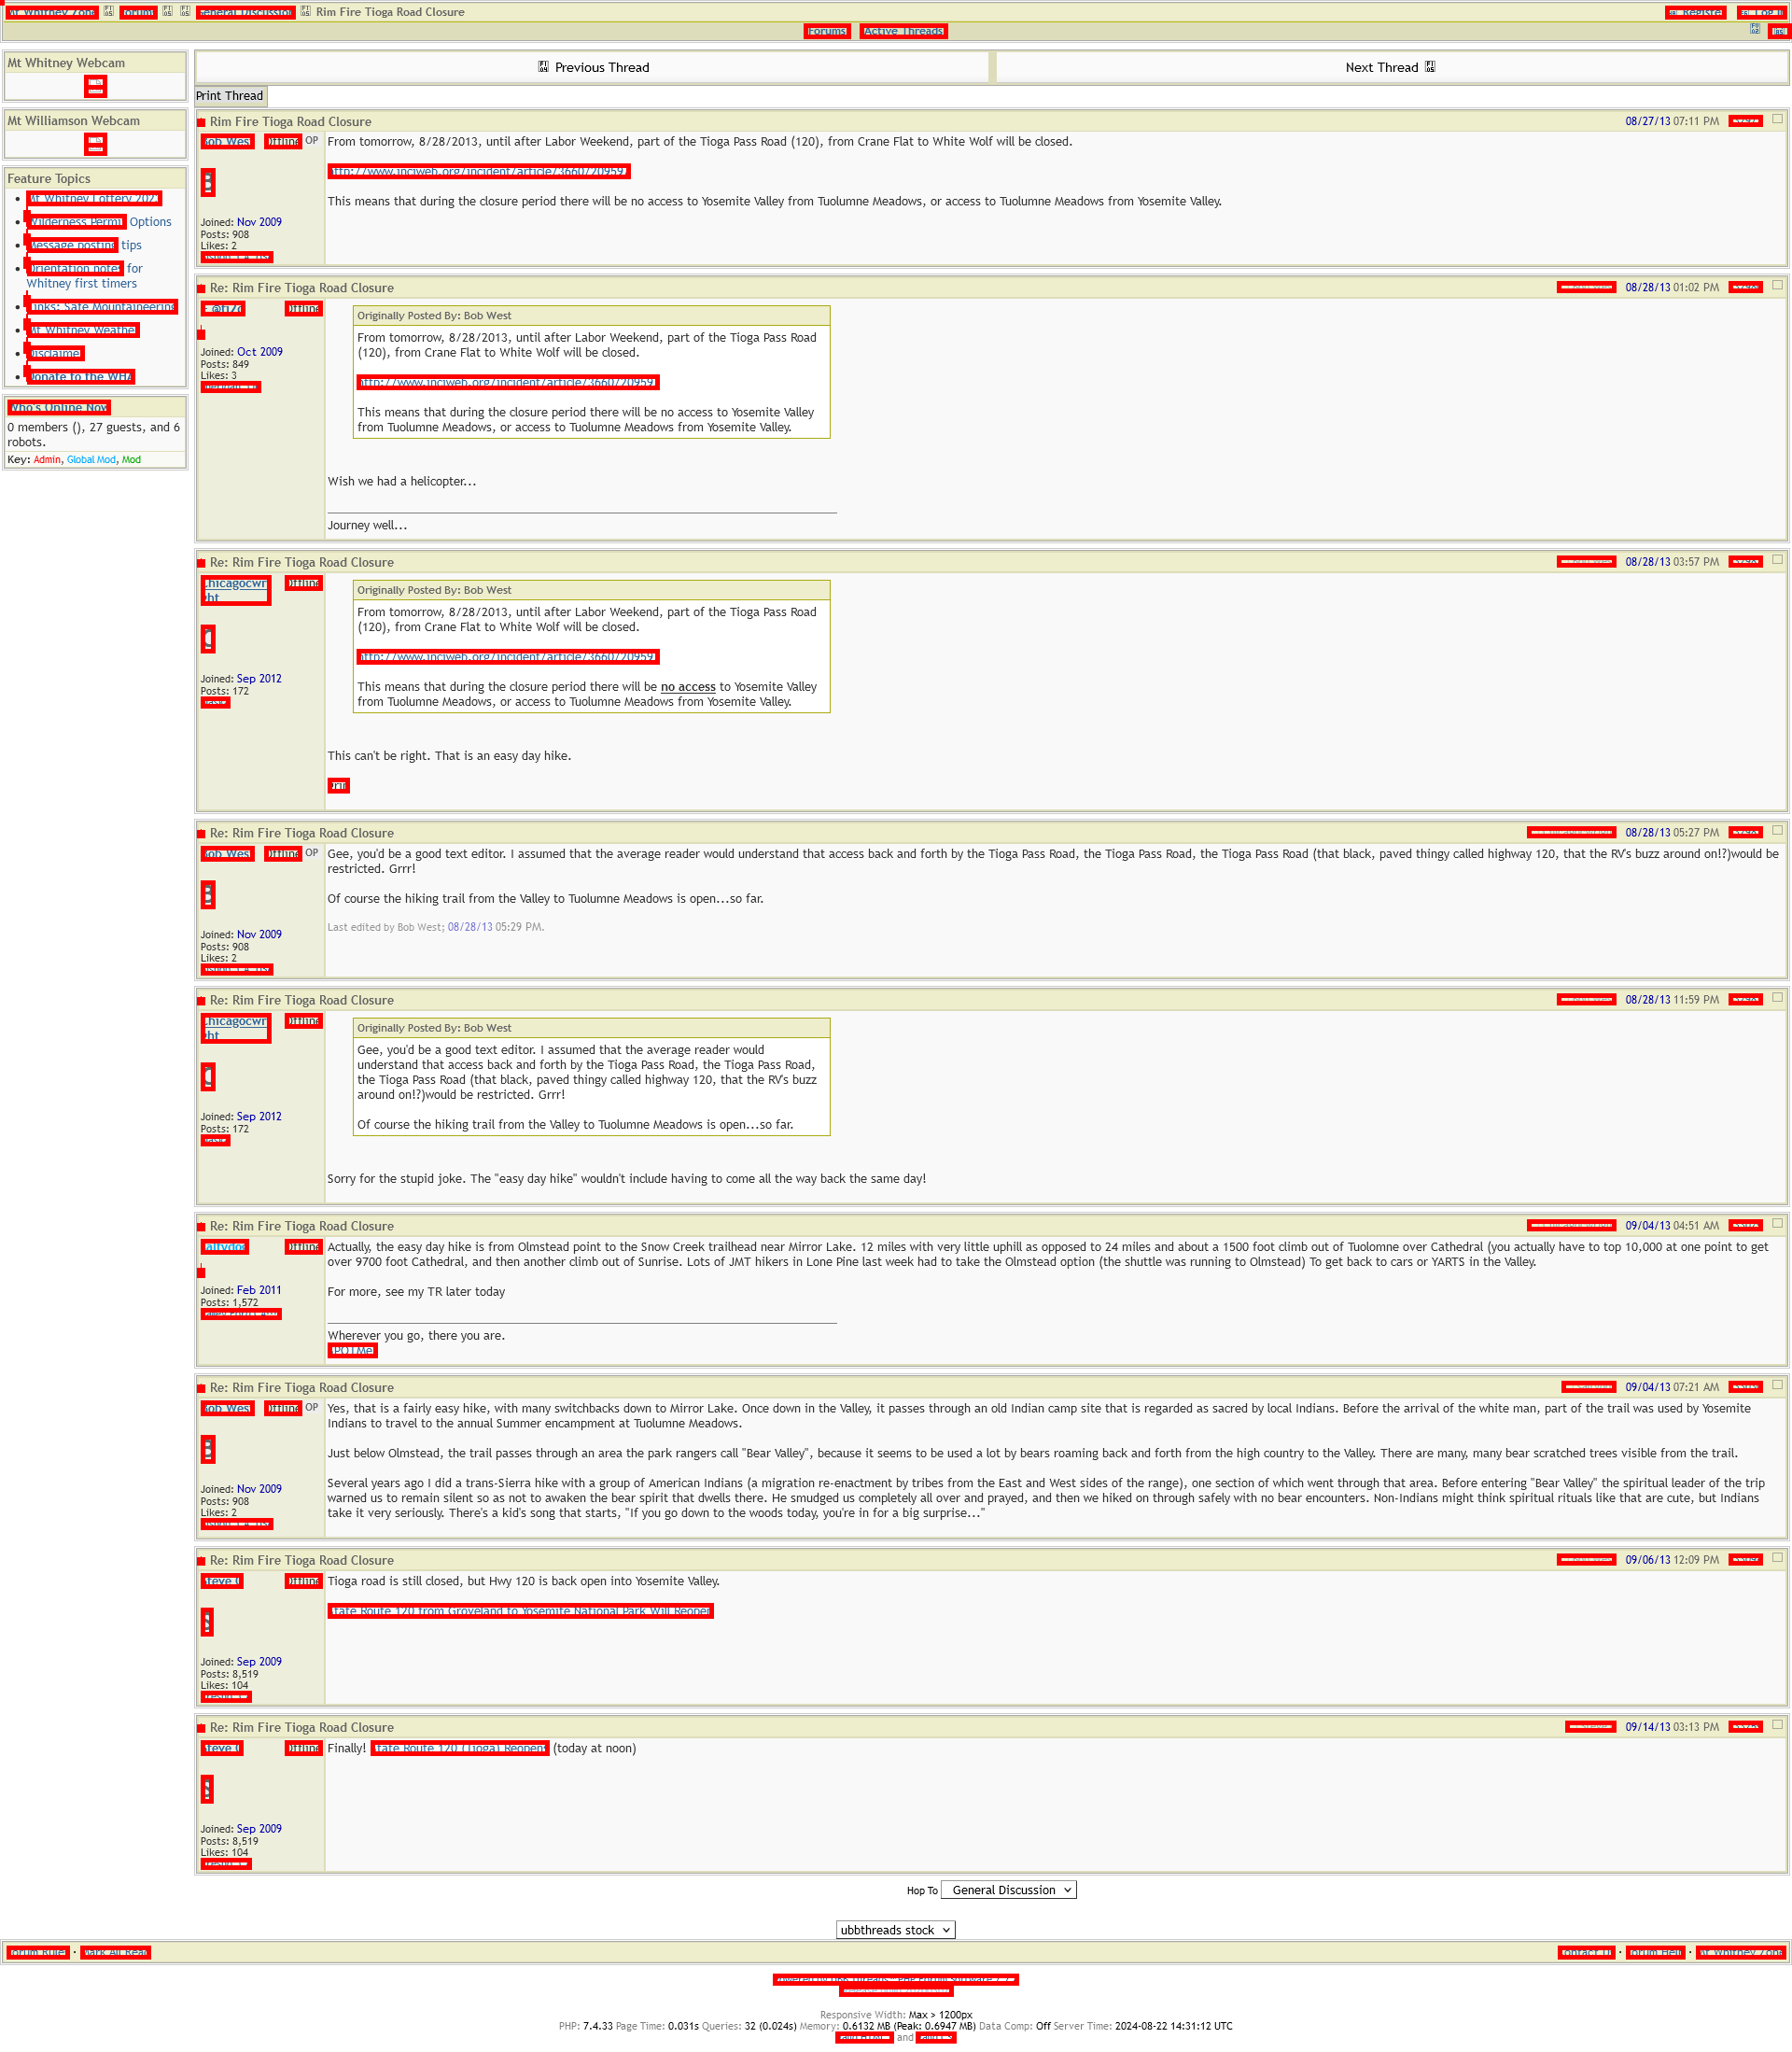 Rim Fire Tioga Road Closure
Forums Active Threads
Mt Whitney Webcam
Mt Williamson Webcam
Feature Topics
Mt Whitney Lottery
Wilderness Permit Options
Message posting tips
Orientation notes for
Whitney first timers
Links: Safe Mountaineering
Mt Whitney Weather
Disclaimer
Donate to the WHA
Who's Online Now
0 members (), 27 guests, and 6
robots.
Key: Admin, Global Mod, Mod
Previous Thread
Next Thread
Print Thread
Rim Fire Tioga Road Closure
08/27/13 07:11 PM
Bob West Offline OP
Joined: Nov 2009
Posts: 908
Likes: 2
From tomorrow, 8/28/2013, until after Labor Weekend, part of the Tioga Pass Road (120), from Crane Flat to White Wolf will be closed.
http://www.inciweb.org/incident/article/3660/20959/
This means that during the closure period there will be no access to Yosemite Valley from Tuolumne Meadows, or access to Tuolumne Meadows from Yosemite Valley.
Re: Rim Fire Tioga Road Closure
08/28/13 01:02 PM
Offline
Joined: Oct 2009
Posts: 849
Likes: 3
Originally Posted By: Bob West
From tomorrow, 8/28/2013, until after Labor Weekend, part of the Tioga Pass Road
(120), from Crane Flat to White Wolf will be closed.
http://www.inciweb.org/incident/article/3660/20959/
This means that during the closure period there will be no access to Yosemite Valley
from Tuolumne Meadows, or access to Tuolumne Meadows from Yosemite Valley.
Wish we had a helicopter...
Journey well...
Re: Rim Fire Tioga Road Closure
08/28/13 03:57 PM
Offline
Joined: Sep 2012
Posts: 172
Originally Posted By: Bob West
From tomorrow, 8/28/2013, until after Labor Weekend, part of the Tioga Pass Road
(120), from Crane Flat to White Wolf will be closed.
http://www.inciweb.org/incident/article/3660/20959/
This means that during the closure period there will be no access to Yosemite Valley
from Tuolumne Meadows, or access to Tuolumne Meadows from Yosemite Valley.
This can't be right. That is an easy day hike.
Re: Rim Fire Tioga Road Closure
08/28/13 05:27 PM
Bob West Offline OP
Joined: Nov 2009
Posts: 908
Likes: 2
Gee, you'd be a good text editor. I assumed that the average reader would understand that access back and forth by the Tioga Pass Road, the Tioga Pass Road, the Tioga Pass Road (that black, paved thingy called highway 120, that the RV's buzz around on!?)would be
restricted. Grrr!
Of course the hiking trail from the Valley to Tuolumne Meadows is open...so far.
Last edited by Bob West; 08/28/13 05:29 PM.
Re: Rim Fire Tioga Road Closure
08/28/13 11:59 PM
Offline
Joined: Sep 2012
Posts: 172
Originally Posted By: Bob West
Gee, you'd be a good text editor. I assumed that the average reader would
understand that access back and forth by the Tioga Pass Road, the Tioga Pass Road,
the Tioga Pass Road (that black, paved thingy called highway 120, that the RV's buzz
around on!?)would be restricted. Grrr!
Of course the hiking trail from the Valley to Tuolumne Meadows is open...so far.
Sorry for the stupid joke. The "easy day hike" wouldn't include having to come all the way back the same day!
Re: Rim Fire Tioga Road Closure
09/04/13 04:51 AM
Offline
Joined: Feb 2011
Posts: 1,572
Actually, the easy day hike is from Olmstead point to the Snow Creek trailhead near Mirror Lake. 12 miles with very little uphill as opposed to 24 miles and about a 1500 foot climb out of Tuolomne over Cathedral (you actually have to top 10,000 at one point to get
over 9700 foot Cathedral, and then another climb out of Sunrise. Lots of JMT hikers in Lone Pine last week had to take the Olmstead option (the shuttle was running to Olmstead) To get back to cars or YARTS in the Valley.
For more, see my TR later today
Wherever you go, there you are.
Re: Rim Fire Tioga Road Closure
09/04/13 07:21 AM
Bob West Offline OP
Joined: Nov 2009
Posts: 908
Likes: 2
Yes, that is a fairly easy hike, with many switchbacks down to Mirror Lake. Once down in the Valley, it passes through an old Indian camp site that is regarded as sacred by local Indians. Before the arrival of the white man, part of the trail was used by Yosemite
Indians to travel to the annual Summer encampment at Tuolumne Meadows.
Just below Olmstead, the trail passes through an area the park rangers call "Bear Valley", because it seems to be used a lot by bears roaming back and forth from the high country to the Valley. There are many, many bear scratched trees visible from the trail.
Several years ago I did a trans-Sierra hike with a group of American Indians (a migration re-enactment by tribes from the East and West sides of the range), one section of which went through that area. Before entering "Bear Valley" the spiritual leader of the trip
warned us to remain silent so as not to awaken the bear spirit that dwells there. He smudged us completely all over and prayed, and then we hiked on through safely with no bear encounters. Non-Indians might think spiritual rituals like that are cute, but Indians
take it very seriously. There's a kid's song that starts, "If you go down to the woods today, you're in for a big surprise..."
Re: Rim Fire Tioga Road Closure
09/06/13 12:09 PM
Steve C Offline
Joined: Sep 2009
Posts: 8,519
Likes: 104
Tioga road is still closed, but Hwy 120 is back open into Yosemite Valley.
State Route 120 from Groveland to Yosemite National Park Will Reopen
Re: Rim Fire Tioga Road Closure
09/14/13 03:13 PM
Steve C Offline
Joined: Sep 2009
Posts: 8,519
Likes: 104
Finally! State Route 120 (Tioga) Reopens (today at noon)
Hop To General Discussion
ubbthreads stock
Forum Rules · Mark All Read
Contact Us · Forum Help · Mt Whitney Zone
Responsive Width: Max > 1200px
PHP: 7.4.33 Page Time: 0.031s Queries: 32 (0.024s) Memory: 0.6132 MB (Peak: 0.6947 MB) Data Comp: Off Server Time: 2024-08-22 14:31:12 UTC
and